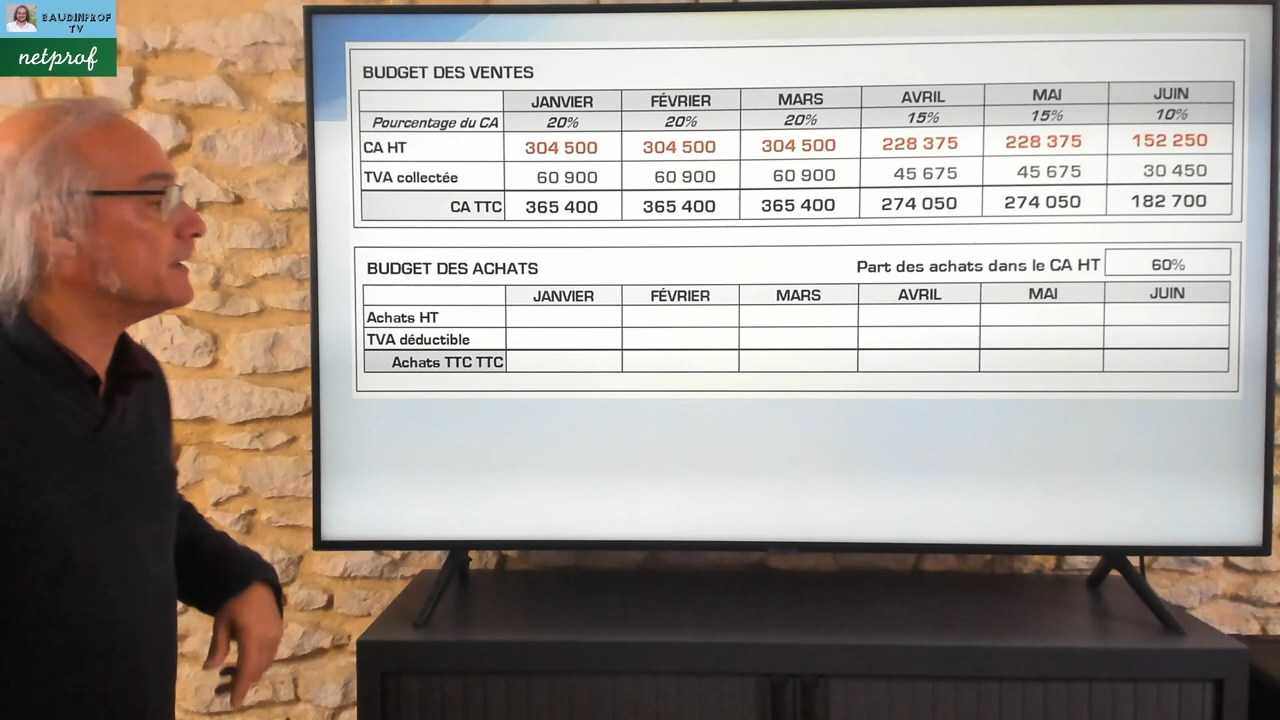 BAUDINPROF
TV
netprof
BUDGET DES VENTES
JANVIER FÉVRIER MARS AVRIL MAI JUIN
Pourcentage du CA 20% 20% 20% 15% 15% 10%
CA HT 304 500 304 500 304 500 228 375 228 375 152 250
TVA collectée 60 900 60 900 60 900 45 675 45 675 30 450
CA TTC 365 400 365 400 365 400 274 050 274 050 182 700
BUDGET DES ACHATS Part des achats dans le CA HT 60%
JANVIER FÉVRIER MARS AVRIL MAI JUIN
Achats HT
TVA déductible
Achats TTC TTC